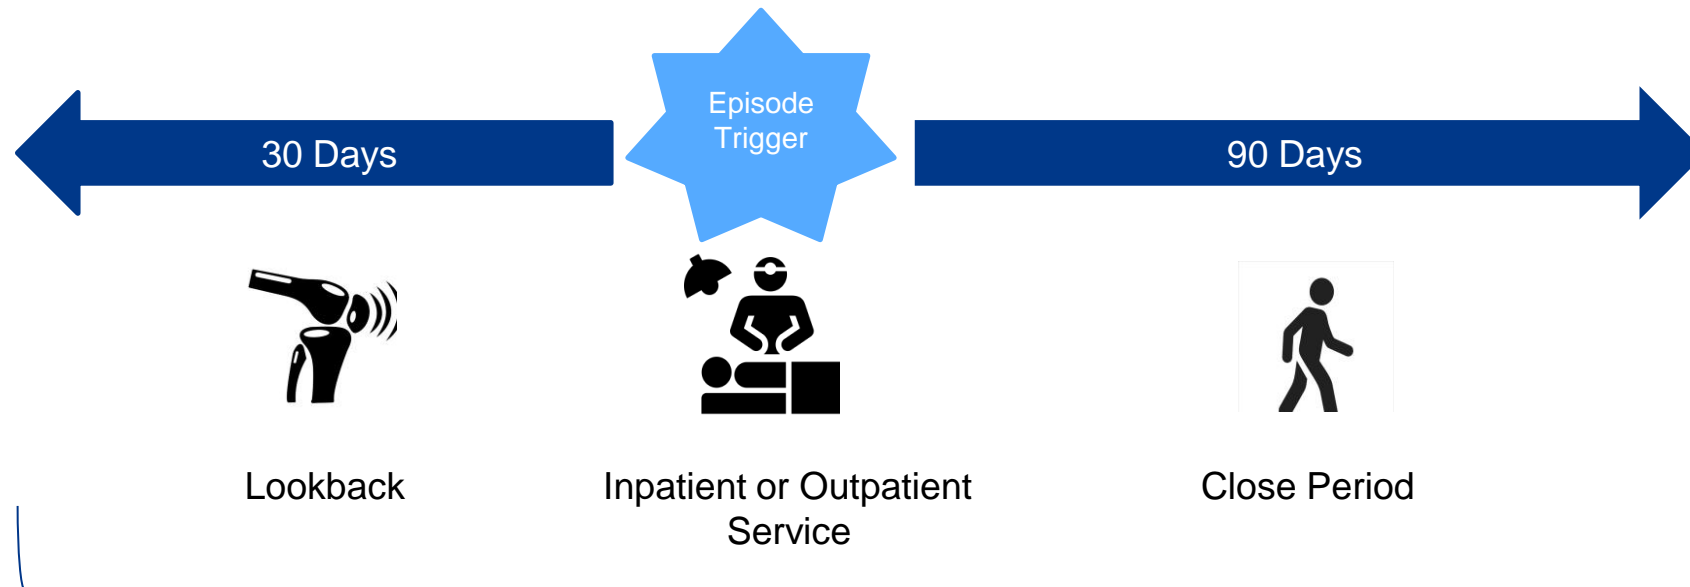 Episode
Trigger
30 Days
90 Days
Lookback
Inpatient or Outpatient
Service
Close Period